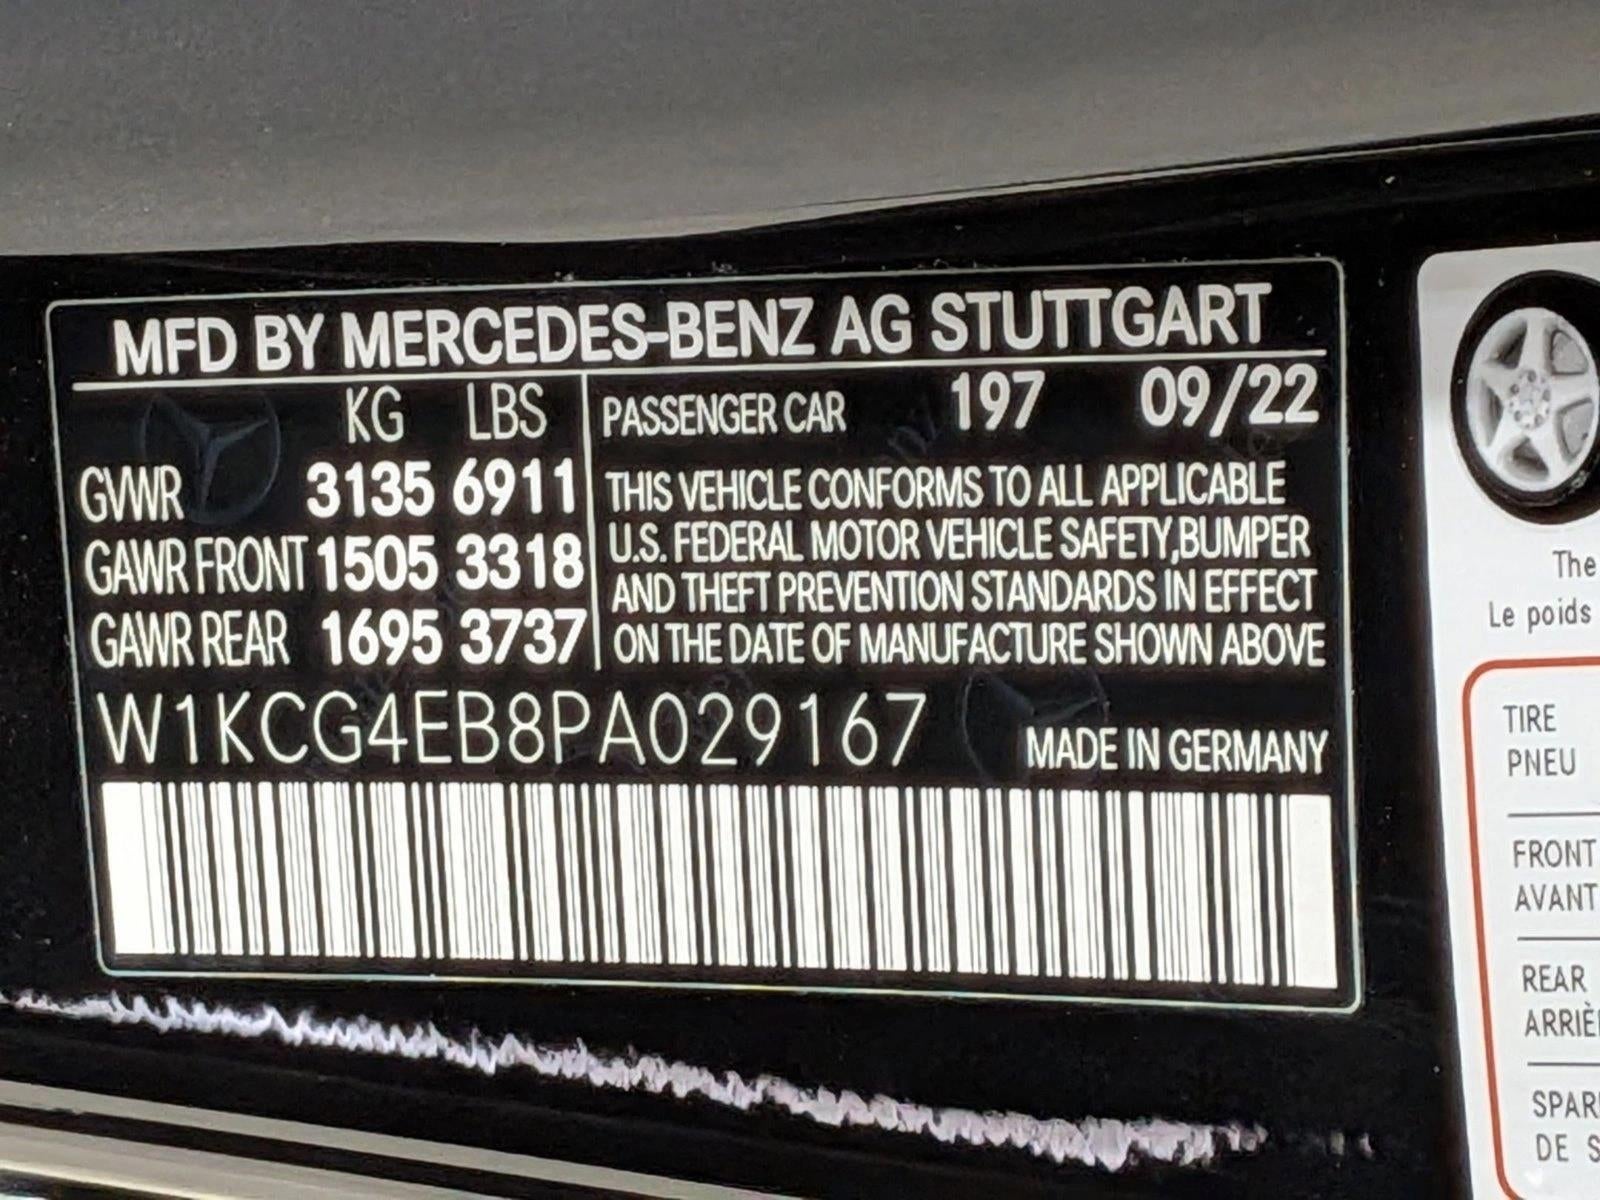 MFD BY MERCEDES-BENZ AG STUTTGART
KG LBS
GVWR 3135 6911
GAWR FRONT 1505 3318
GAWR REAR 1695 3737
PASSENGER CAR 197 09/22
THIS VEHICLE CONFORMS TO ALL APPLICABLE
U.S. FEDERAL MOTOR VEHICLE SAFETY,BUMPER
AND THEFT PREVENTION STANDARDS IN EFFECT
ON THE DATE OF MANUFACTURE SHOWN ABOVE
W1KCG4EB8PA029167
MADE IN GERMANY
The
Le poids
TIRE
PNEU
FRONT
AVANT
REAR
DE